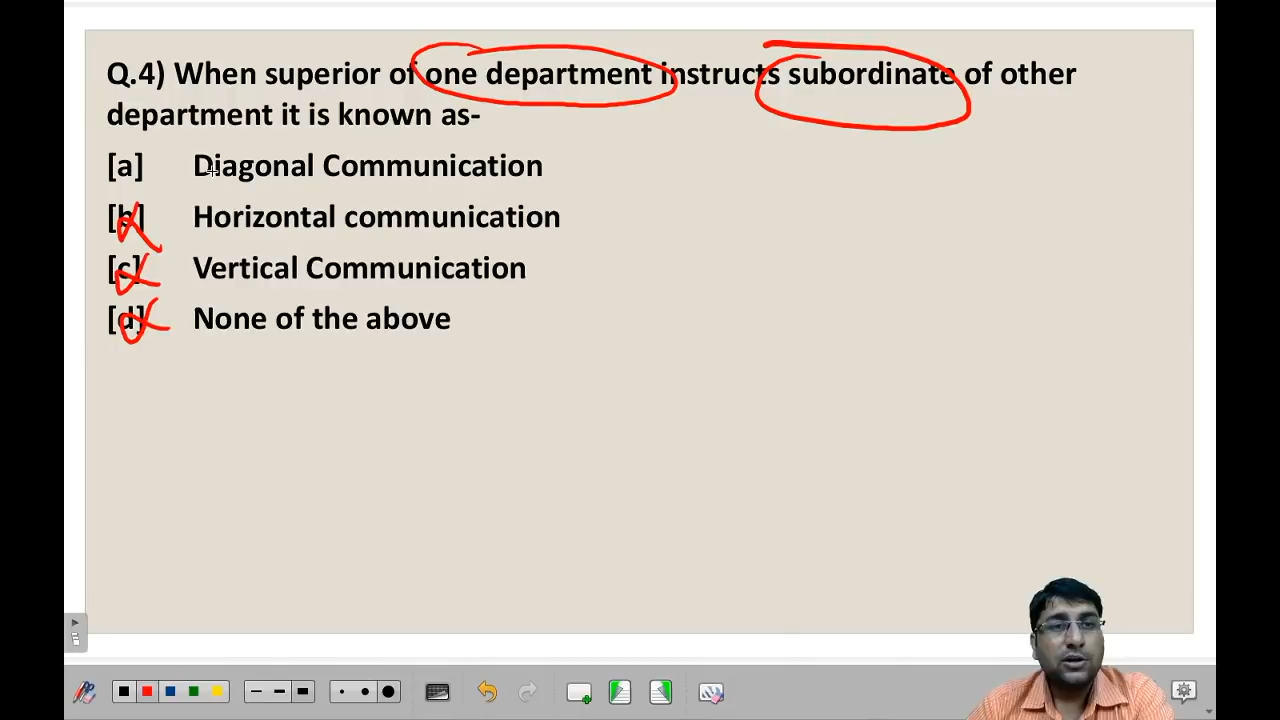 Q.4) When superior of one department instructs subordinate of other
department it is known as-
[a] Diagonal Communication
[b] Horizontal communication
[c] Vertical Communication
[d] None of the above